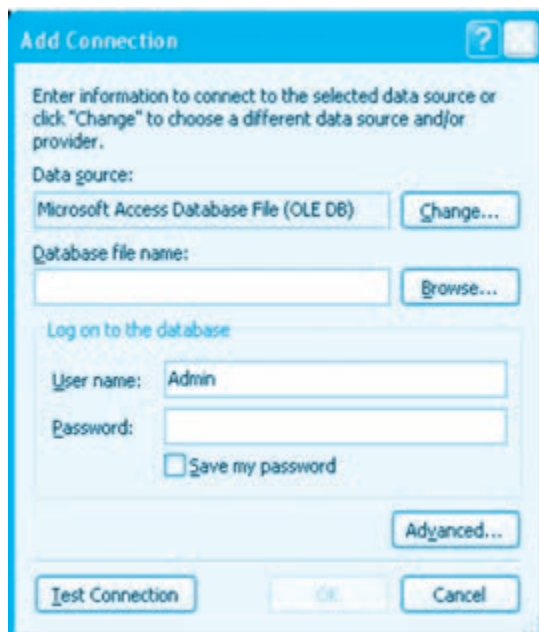 Add Connection
?
Enter information to connect to the selected data source or
click "Change" to choose a different data source and/or
provider.
Data source:
Microsoft Access Database File (OLE DB)
Change...
Database file name:
Browse...
Log on to the database
User name:
Admin
Password:
Save my password
Advanced...
Test Connection
OK
Cancel